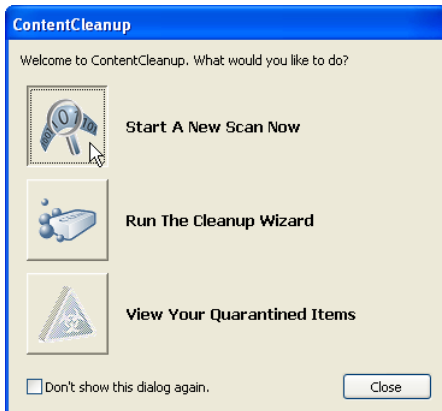 ContentCleanup
Welcome to ContentCleanup. What would you like to do?
Start A New Scan Now
Run The Cleanup Wizard
View Your Quarantined Items
Don't show this dialog again.
Close